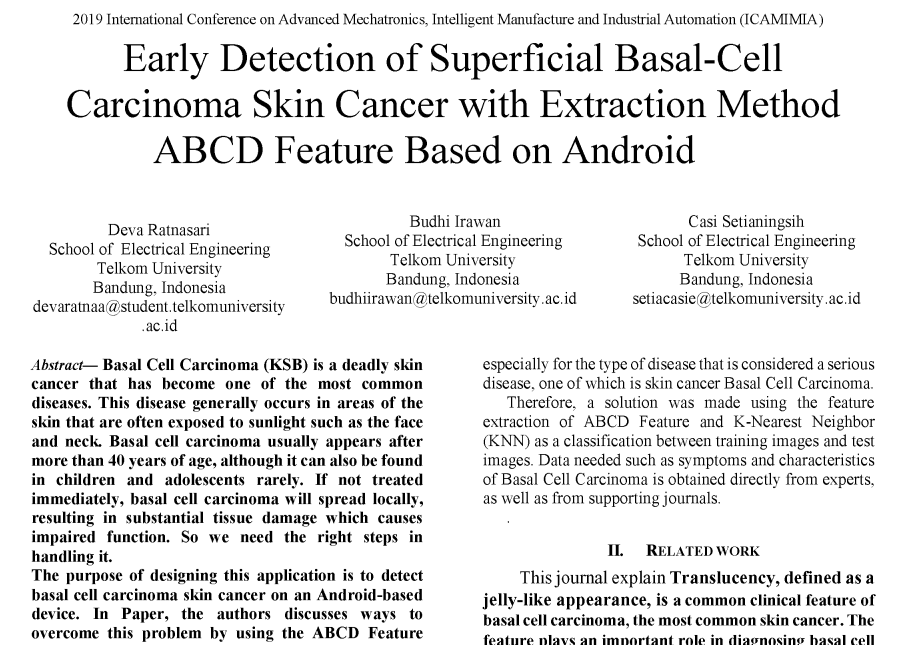 2019 International Conference on Advanced Mechatronics, Intelligent Manufacture and Industrial Automation (ICAMIMIA)
Early Detection of Superficial Basal-Cell
Carcinoma Skin Cancer with Extraction Method
ABCD Feature Based on Android
Deva Ratnasari
School of Electrical Engineering
Telkom University
Bandung, Indonesia
devaratnaa@student.telkomuniversity
.ac.id
Budhi Irawan
School of Electrical Engineering
Telkom University
Bandung, Indonesia
budhiirawan@telkomuniversity.ac.id
Casi Setianingsih
School of Electrical Engineering
Telkom University
Bandung, Indonesia
setiacasie@telkomuniversity.ac.id
Abstract— Basal Cell Carcinoma (KSB) is a deadly skin
cancer that has become one of the most common
diseases. This disease generally occurs in areas of the
skin that are often exposed to sunlight such as the face
and neck. Basal cell carcinoma usually appears after
more than 40 years of age, although it can also be found
in children and adolescents rarely. If not treated
immediately, basal cell carcinoma will spread locally,
resulting in substantial tissue damage which causes
impaired function. So we need the right steps in
handling it.
The purpose of designing this application is to detect
basal cell carcinoma skin cancer on an Android-based
device. In Paper, the authors discusses ways to
overcome this problem by using the ABCD Feature
especially for the type of disease that is considered a serious
disease, one of which is skin cancer Basal Cell Carcinoma.
Therefore, a solution was made using the feature
extraction of ABCD Feature and K-Nearest Neighbor
(KNN) as a classification between training images and test
images. Data needed such as symptoms and characteristics
of Basal Cell Carcinoma is obtained directly from experts,
as well as from supporting journals.
.
II. RELATED WORK
This journal explain Translucency, defined as a
jelly-like appearance, is a common clinical feature of
basal cell carcinoma, the most common skin cancer. The
feature plays an important role in diagnosing basal cell